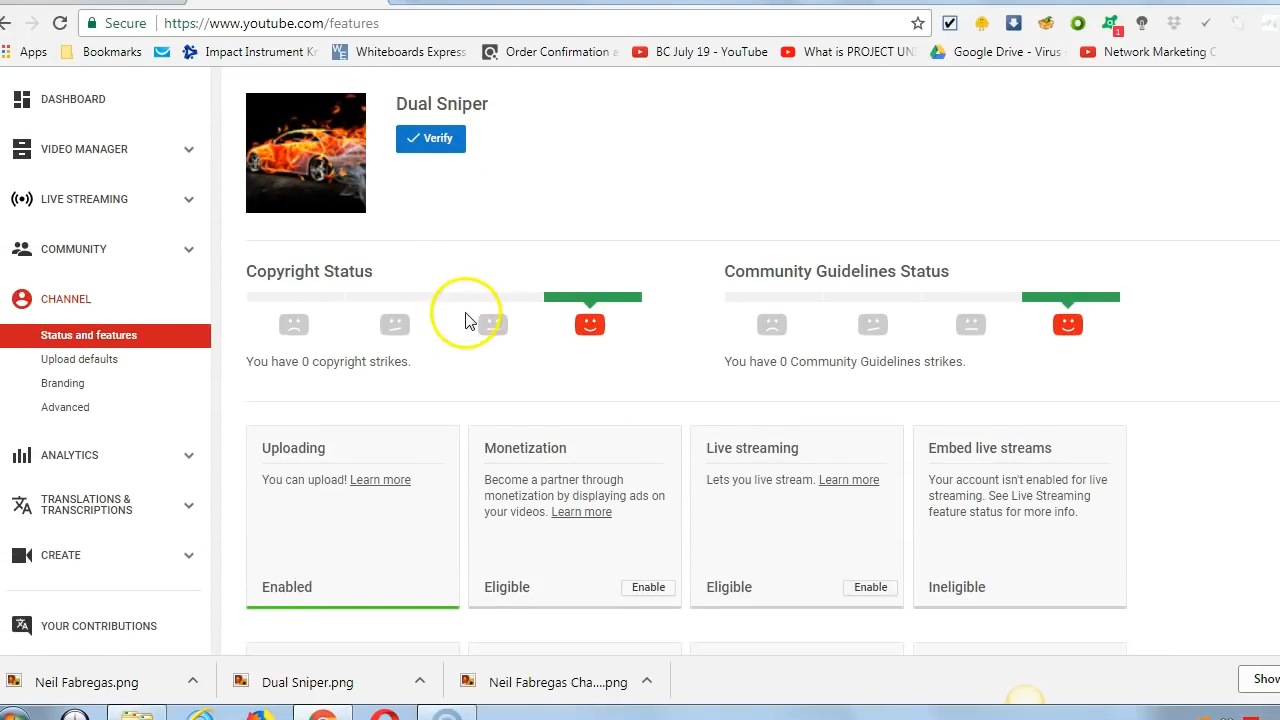 Secure https://www.youtube.com/features
1
Apps Bookmarks Impact Instrument Kr Whiteboards Express Order Confirmation BC July 19 - YouTube What is PROJECT UNI Google Drive - Virus Network Marketing
DASHBOARD
VIDEO MANAGER
LIVE STREAMING
COMMUNITY
CHANNEL
Status and features
Upload defaults
Branding
Advanced
ANALYTICS
TRANSLATIONS &
TRANSCRIPTIONS
CREATE
YOUR CONTRIBUTIONS
Dual Sniper
Verify
Copyright Status
You have 0 copyright strikes.
Community Guidelines Status
You have 0 Community Guidelines strikes.
Uploading
You can upload! Learn more
Enabled
Monetization
Become a partner through
monetization by displaying ads on
your videos. Learn more
Eligible Enable
Live streaming
Lets you live stream. Learn more
Eligible Enable
Embed live streams
Your account isn't enabled for live
streaming. See Live Streaming
feature status for more info.
Ineligible
Neil Fabregas.png Dual Sniper.png Neil Fabregas Cha....png Show